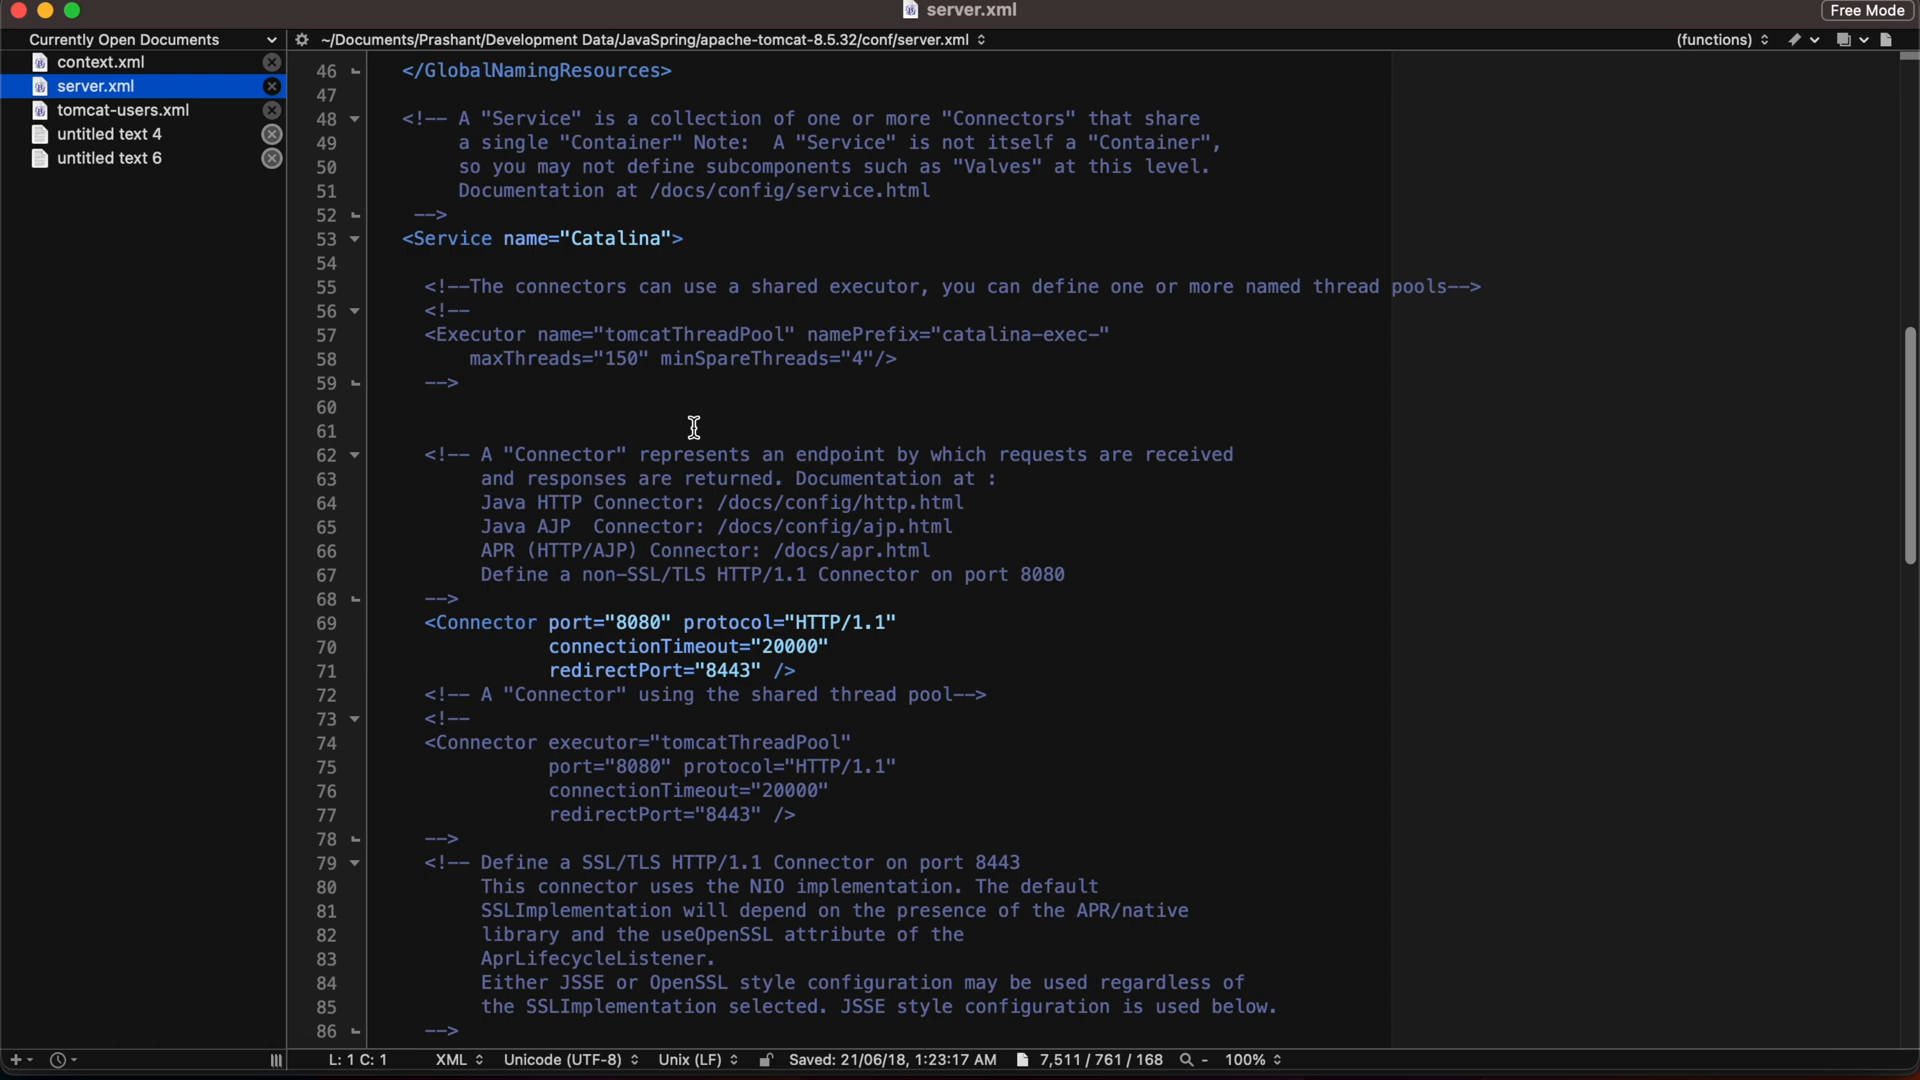 server.xml
Free Mode
Currently Open Documents
~/Documents/Prashant/Development Data/JavaSpring/apache-tomcat-8.5.32/conf/server.xml
(functions)
context.xml
server.xml
tomcat-users.xml
untitled text 4
untitled text 6
46 </GlobalNamingResources>
47
48 <!-- A "Service" is a collection of one or more "Connectors" that share
49 a single "Container" Note:  A "Service" is not itself a "Container",
50 so you may not define subcomponents such as "Valves" at this level.
51 Documentation at /docs/config/service.html
52 -->
53 <Service name="Catalina">
54
55 <!--The connectors can use a shared executor, you can define one or more named thread pools-->
56 <!--
57 <Executor name="tomcatThreadPool" namePrefix="catalina-exec-"
58 maxThreads="150" minSpareThreads="4"/>
59 -->
60
61
62 <!-- A "Connector" represents an endpoint by which requests are received
63 and responses are returned. Documentation at :
64 Java HTTP Connector: /docs/config/http.html
65 Java AJP  Connector: /docs/config/ajp.html
66 APR (HTTP/AJP) Connector: /docs/apr.html
67 Define a non-SSL/TLS HTTP/1.1 Connector on port 8080
68 -->
69 <Connector port="8080" protocol="HTTP/1.1"
70 connectionTimeout="20000"
71 redirectPort="8443" />
72 <!-- A "Connector" using the shared thread pool-->
73 <!--
74 <Connector executor="tomcatThreadPool"
75 port="8080" protocol="HTTP/1.1"
76 connectionTimeout="20000"
77 redirectPort="8443" />
78 -->
79 <!-- Define a SSL/TLS HTTP/1.1 Connector on port 8443
80 This connector uses the NIO implementation. The default
81 SSLImplementation will depend on the presence of the APR/native
82 library and the useOpenSSL attribute of the
83 AprLifecycleListener.
84 Either JSSE or OpenSSL style configuration may be used regardless of
85 the SSLImplementation selected. JSSE style configuration is used below.
86 -->
L: 1 C: 1 XML Unicode (UTF-8) Unix (LF) Saved: 21/06/18, 1:23:17 AM 7,511 / 761 / 168 - 100%